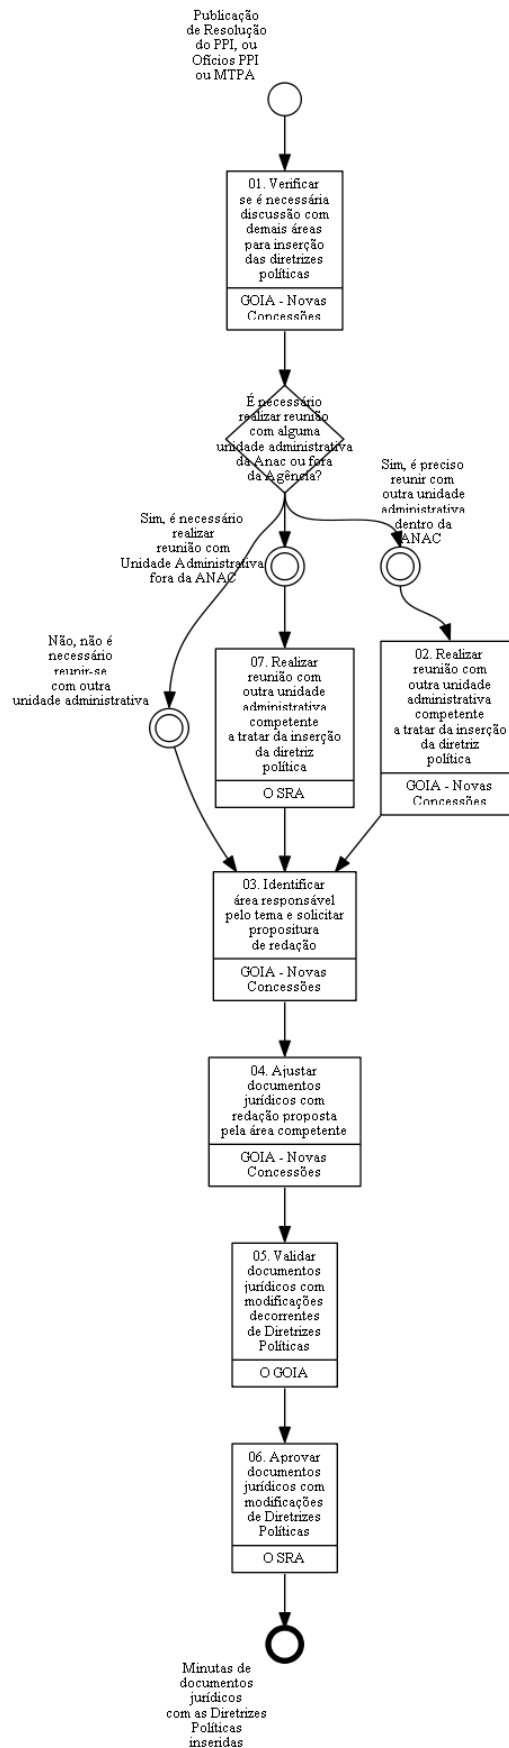 Publicação
de Resolução
do PPI, ou
Ofícios PPI
ou MTPA
01. Verificar
se é necessária
discussão com
demais áreas
para inserção
das diretrizes
políticas
GOIA - Novas
Concessões
É necessário
realizar reunião
com alguma
unidade administrativa
da Anac ou fora
da Agência?
Sim, é preciso
reunir com
outra unidade
administrativa
dentro da
ANAC
Sim, é necessário
realizar
reunião com
Unidade Administrativa
fora da ANAC
Não, não é
necessário
reunir-se
com outra
unidade administrativa
07. Realizar
reunião com
outra unidade
administrativa
competente
a tratar da inserção
da diretriz
política
O SRA
02. Realizar
reunião com
outra unidade
administrativa
competente
a tratar da inserção
da diretriz
política
GOIA - Novas
Concessões
03. Identificar
área responsável
pelo tema e solicitar
propositura
de redação
GOIA - Novas
Concessões
04. Ajustar
documentos
jurídicos com
redação proposta
pela área competente
GOIA - Novas
Concessões
05. Validar
documentos
jurídicos com
modificações
decorrentes
de Diretrizes
Políticas
O GOIA
06. Aprovar
documentos
jurídicos com
modificações
de Diretrizes
Políticas
O SRA
Minutas de
documentos
jurídicos
com as Diretrizes
Políticas
inseridas